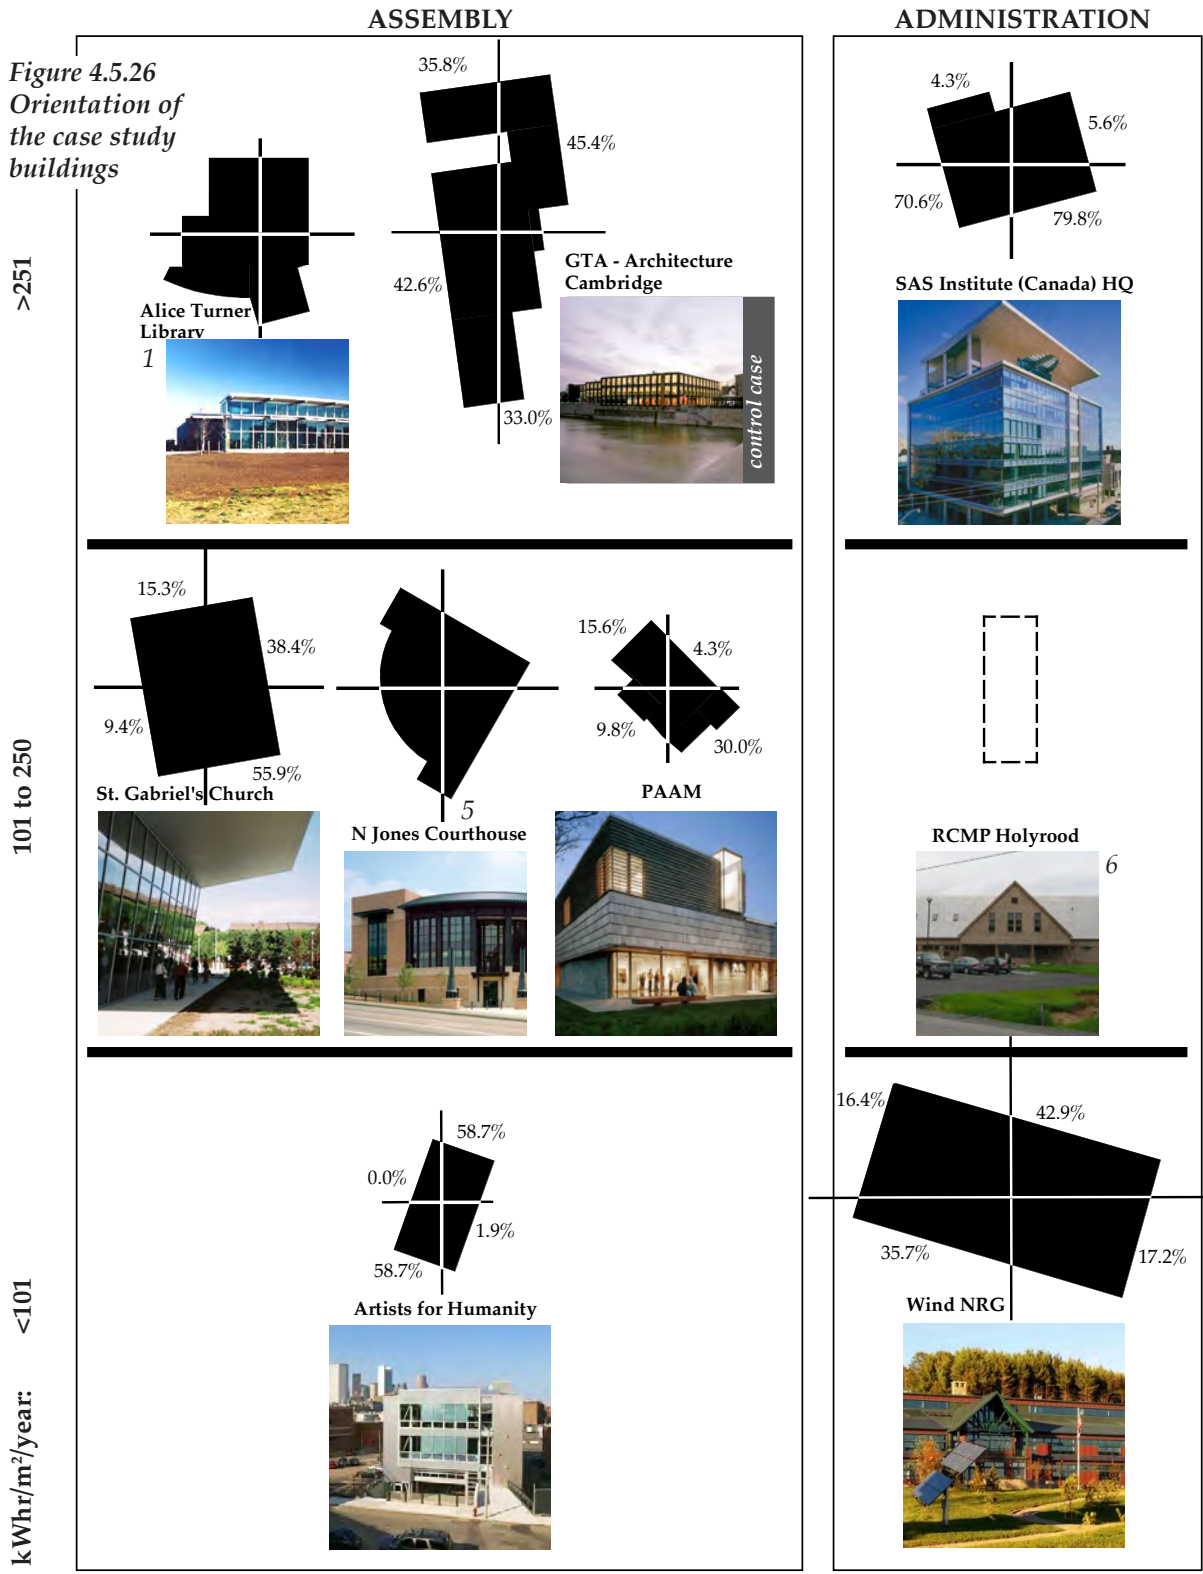 ASSEMBLY
ADMINISTRATION
Figure 4.5.26
Orientation of
the case study
buildings
>251
35.8%
45.4%
42.6%
33.0%
Alice Turner
Library
1
GTA - Architecture
Cambridge
control case
4.3%
5.6%
70.6%
79.8%
SAS Institute (Canada) HQ
101 to 250
15.3%
38.4%
9.4%
55.9%
St. Gabriel's Church
5
N Jones Courthouse
15.6%
4.3%
9.8%
30.0%
PAAM
RCMP Holyrood
6
<101
58.7%
0.0%
1.9%
58.7%
Artists for Humanity
16.4%
42.9%
35.7%
17.2%
Wind NRG
kWhr/m²/year: